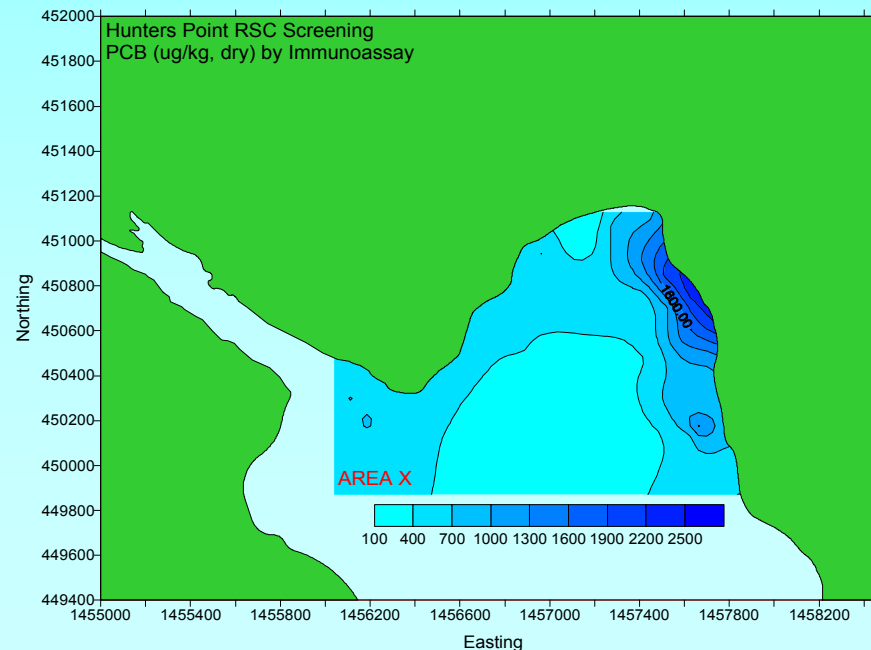 Hunters Point RSC Screening
PCB (ug/kg, dry) by Immunoassay
452000
451800
451600
451400
451200
451000
450800
450600
450400
450200
450000
449800
449600
449400
Northing
1600.00
AREA X
100 400 700 1000 1300 1600 1900 2200 2500
1455000 1455400 1455800 1456200 1456600 1457000 1457400 1457800 1458200
Easting